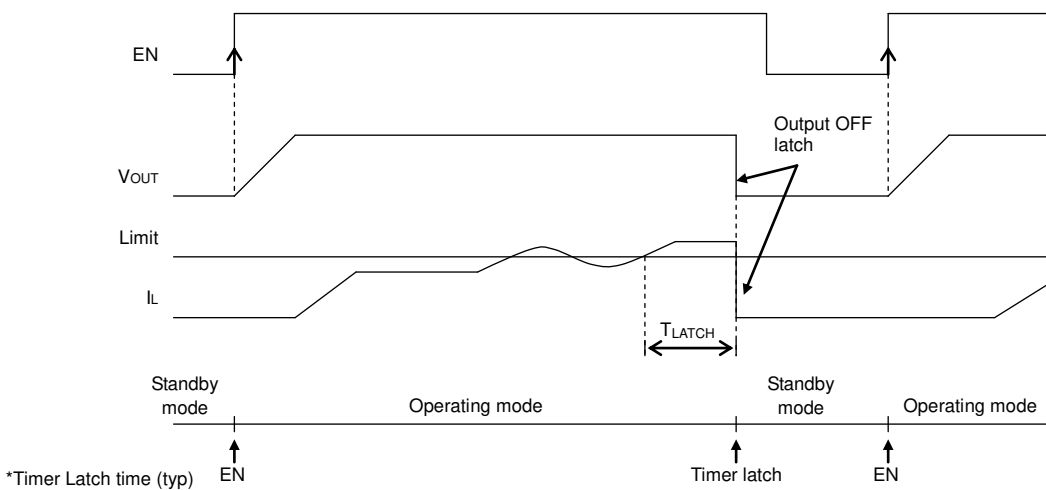 EN
Output OFF
latch
VOUT
Limit
IL
TLATCH
Standby
mode
Operating mode
Standby
mode
Operating mode
*Timer Latch time (typ)
EN
Timer latch
EN